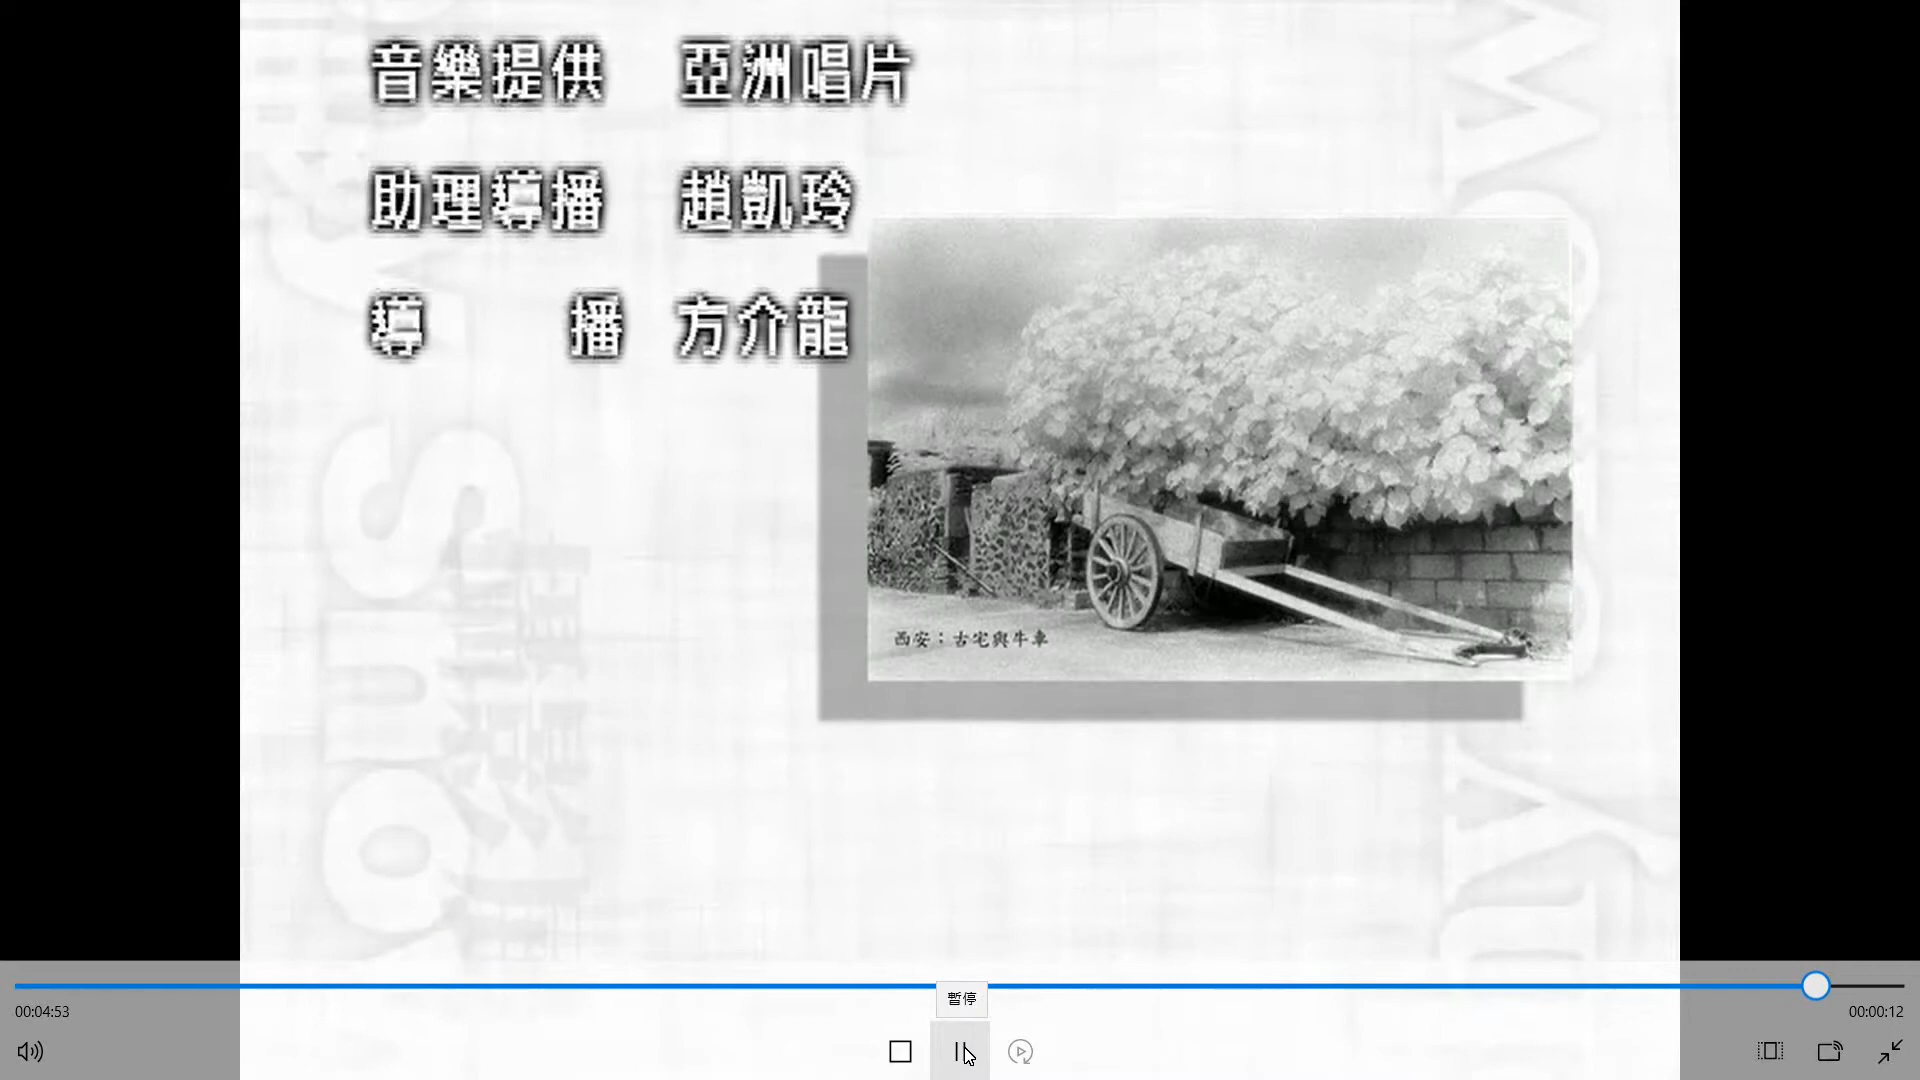 音樂提供 亞洲唱片
助理導播 趙凱玲
導 播 方介龍
西安：古宅與牛車
00:04:53
暫停
00:00:12